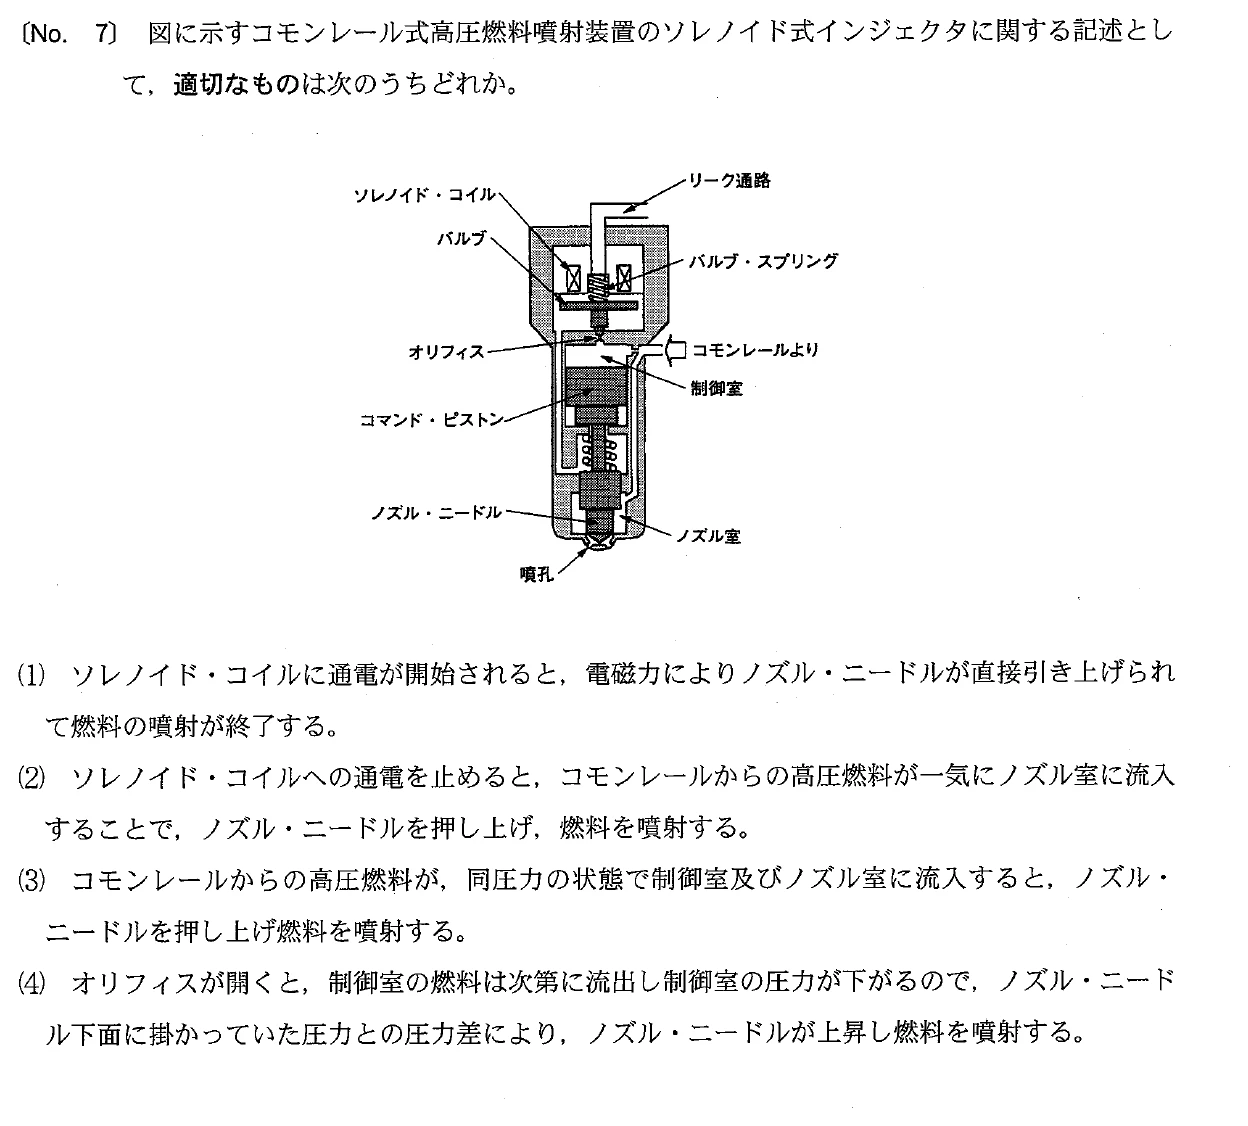 〔No. 7〕 図に示すコモンレール式高圧燃料噴射装置のソレノイド式インジェクタに関する記述とし
て，適切なものは次のうちどれか。
リーク通路
ソレノイド・コイル
バルブ
バルブ・スプリング
オリフィス
コモンレールより
制御室
コマンド・ピストン
ノズル・ニードル
ノズル室
噴孔
⑴ ソレノイド・コイルに通電が開始されると，電磁力によりノズル・ニードルが直接引き上げられ
て燃料の噴射が終了する。
⑵ ソレノイド・コイルへの通電を止めると，コモンレールからの高圧燃料が一気にノズル室に流入
することで，ノズル・ニードルを押し上げ，燃料を噴射する。
⑶ コモンレールからの高圧燃料が，同圧力の状態で制御室及びノズル室に流入すると，ノズル・
ニードルを押し上げ燃料を噴射する。
⑷ オリフィスが開くと，制御室の燃料は次第に流出し制御室の圧力が下がるので，ノズル・ニード
ル下面に掛かっていた圧力との圧力差により，ノズル・ニードルが上昇し燃料を噴射する。